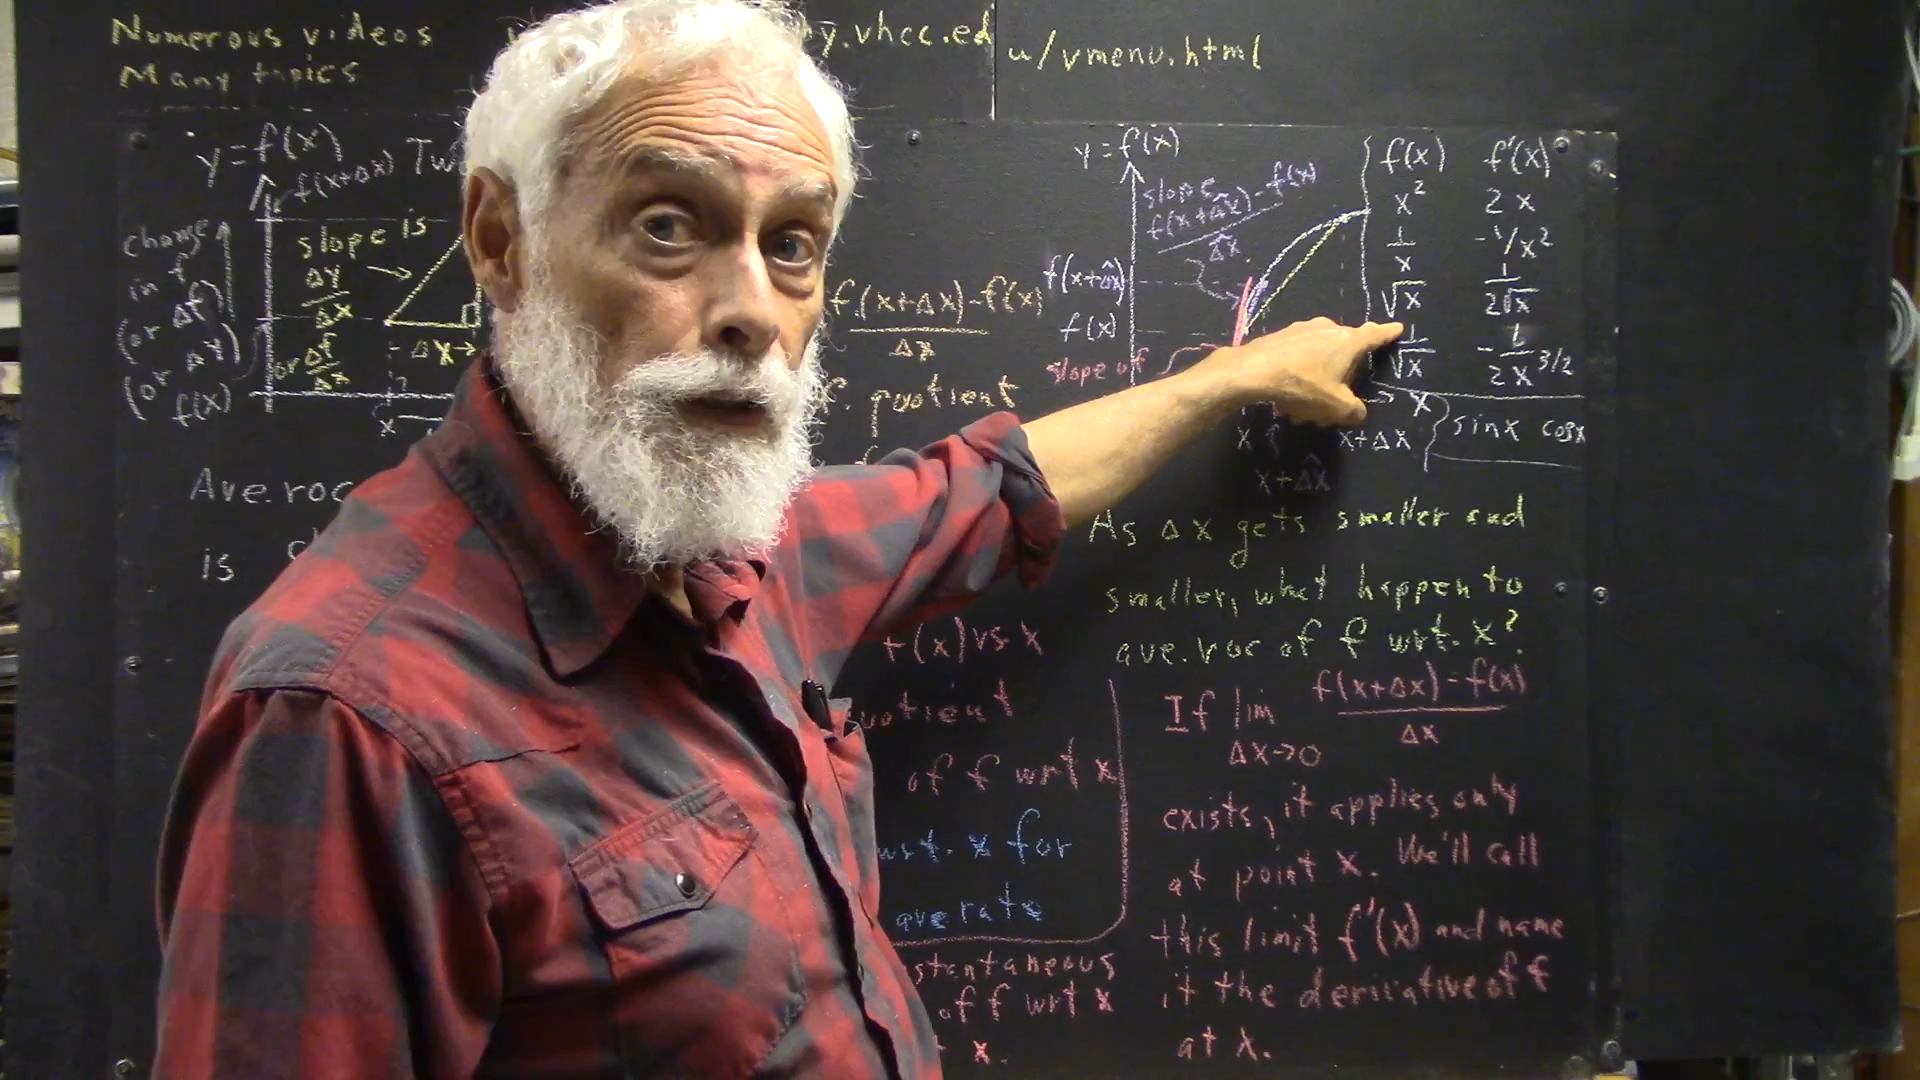 Numerous videos
Many topics
y.vhcc.ed
u/vmenu.html
y=f(x)
f(x+Δx)
change
in f
(or Δf)
(or Δy)
(or f(x))
slope is
Δy
Δx
or Δf
Δx
Δx
x
Ave. roc
is
f(x+Δx)-f(x)
Δx
quotient
f(x) vs x
uotient
of f wrt x
wrt. x for
ave rate
stantaneous
of f wrt x
x.
y=f(x)
slope
f(x+Δ̂x)-f(x)
Δ̂x
f(x+Δ̂x)
f(x)
slope of
x
x+Δx
x+Δ̂x
x
f(x) f'(x)
x² 2x
1/x -1/x²
√x 1/2√x
1/√x -1/2x^3/2
sinx cosx
As Δx gets smaller and
smaller, what happen to
ave. roc of f wrt. x?
If lim f(x+Δx)-f(x)
Δx→0 Δx
exists, it applies only
at point x. We'll call
this limit f'(x) and name
it the derivative of f
at x.